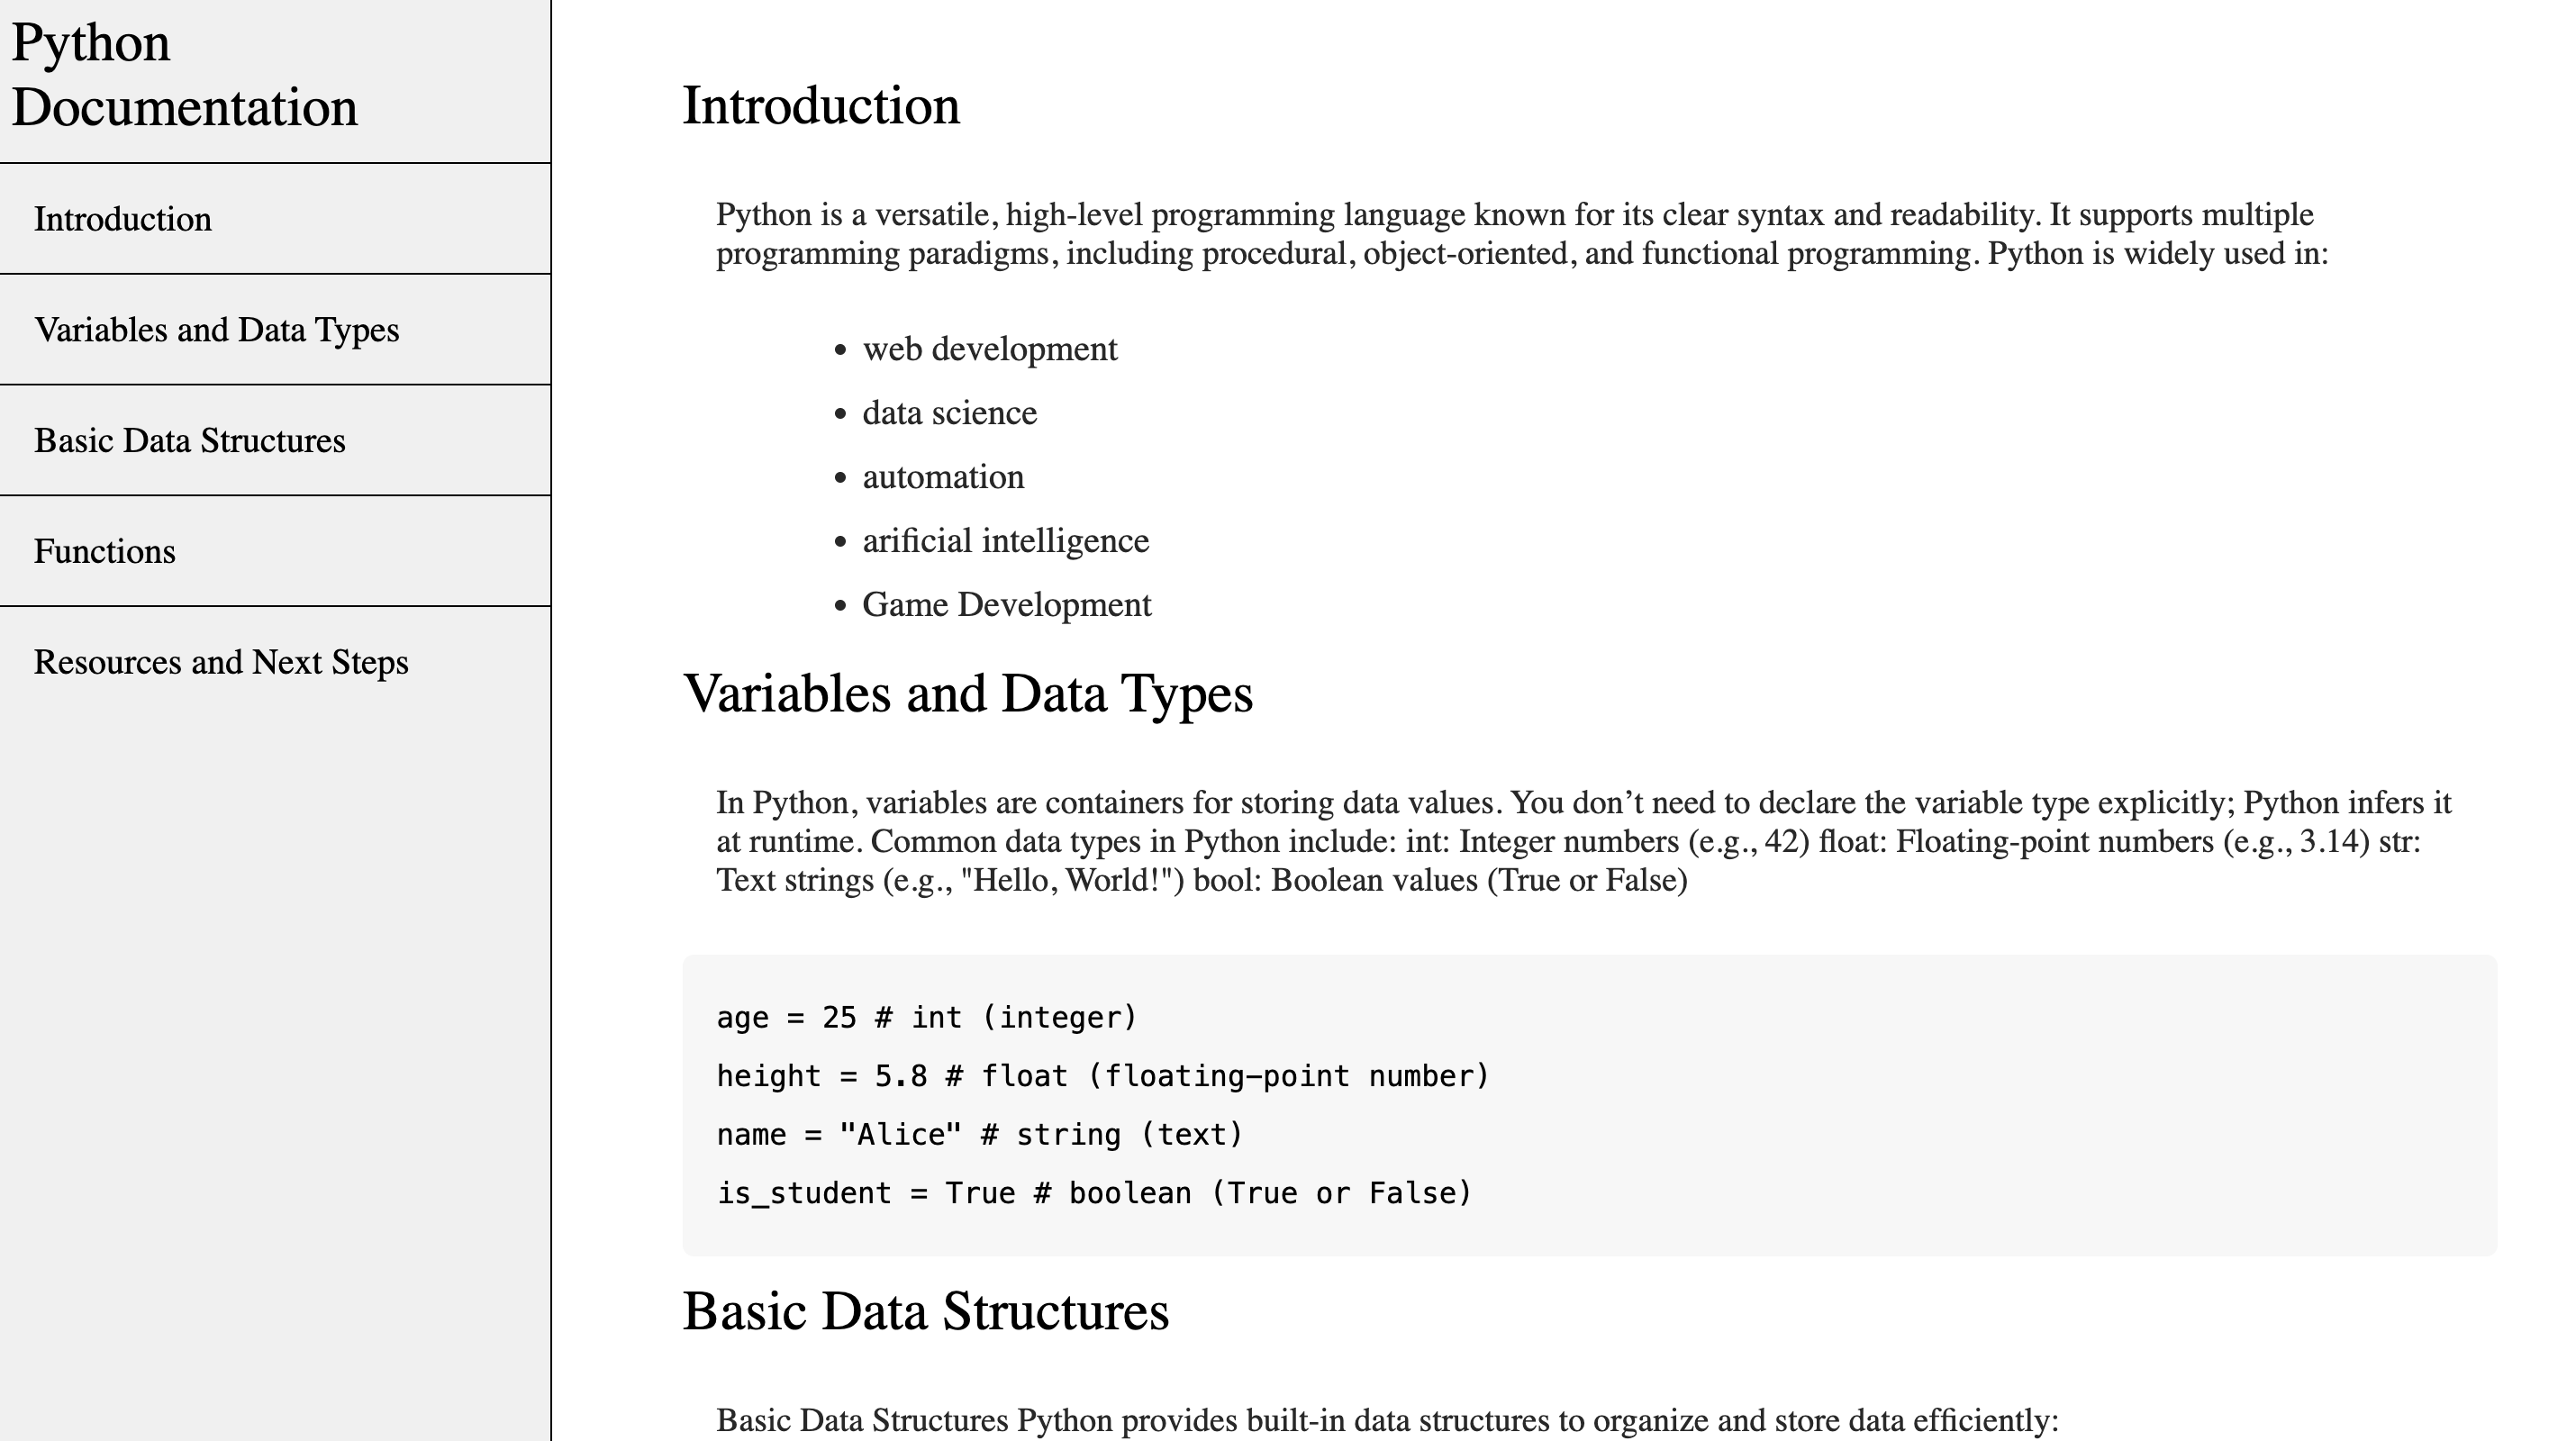 Python
Documentation
Introduction
Variables and Data Types
Basic Data Structures
Functions
Resources and Next Steps
Introduction
Python is a versatile, high-level programming language known for its clear syntax and readability. It supports multiple
programming paradigms, including procedural, object-oriented, and functional programming. Python is widely used in:
• web development
• data science
• automation
• arificial intelligence
• Game Development
Variables and Data Types
In Python, variables are containers for storing data values. You don’t need to declare the variable type explicitly; Python infers it
at runtime. Common data types in Python include: int: Integer numbers (e.g., 42) float: Floating-point numbers (e.g., 3.14) str:
Text strings (e.g., "Hello, World!") bool: Boolean values (True or False)
age = 25 # int (integer)
height = 5.8 # float (floating-point number)
name = "Alice" # string (text)
is_student = True # boolean (True or False)
Basic Data Structures
Basic Data Structures Python provides built-in data structures to organize and store data efficiently: